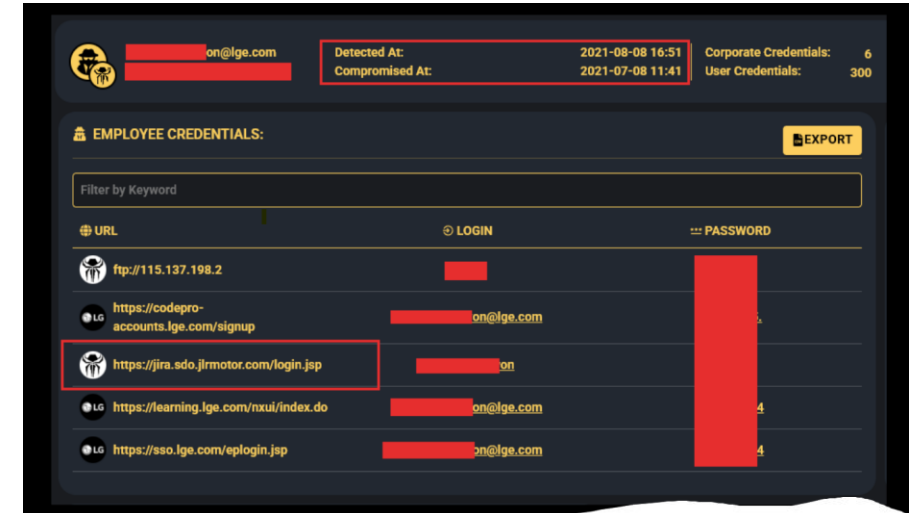 on@lge.com
Detected At: 2021-08-08 16:51
Compromised At: 2021-07-08 11:41
Corporate Credentials: 6
User Credentials: 300
EMPLOYEE CREDENTIALS:
EXPORT
Filter by Keyword
URL LOGIN PASSWORD
ftp://115.137.198.2
LG https://codepro-
accounts.lge.com/signup on@lge.com
https://jira.sdo.jlrmotor.com/login.jsp on
LG https://learning.lge.com/nxui/index.do on@lge.com 4
LG https://sso.lge.com/eplogin.jsp on@lge.com 4